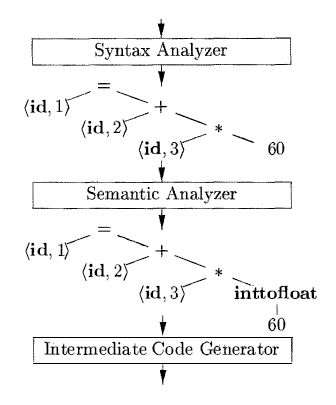 Syntax Analyzer
=
⟨id, 1⟩
+
⟨id, 2⟩
*
⟨id, 3⟩
60
Semantic Analyzer
=
⟨id, 1⟩
+
⟨id, 2⟩
*
⟨id, 3⟩
inttofloat
60
Intermediate Code Generator